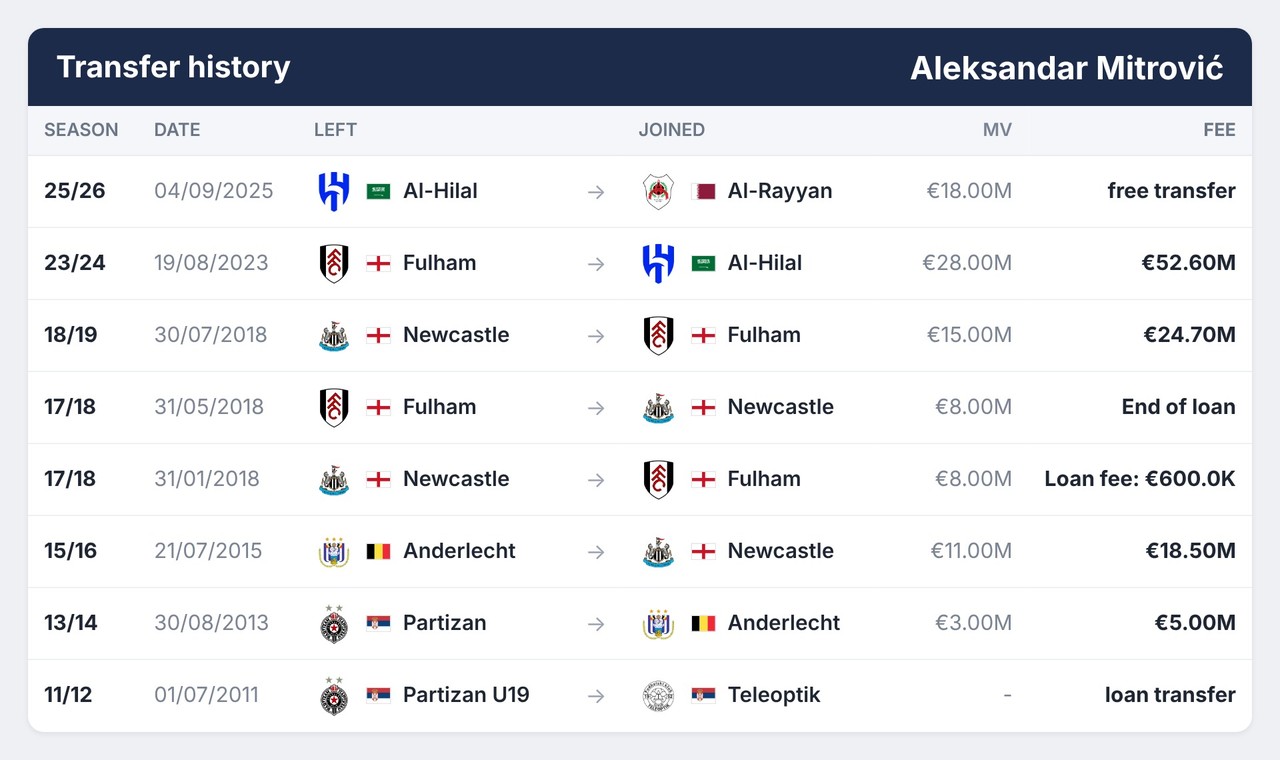 Transfer history Aleksandar Mitrović
SEASON DATE LEFT JOINED MV FEE
25/26 04/09/2025 Al-Hilal → Al-Rayyan €18.00M free transfer
23/24 19/08/2023 Fulham → Al-Hilal €28.00M €52.60M
18/19 30/07/2018 Newcastle → Fulham €15.00M €24.70M
17/18 31/05/2018 Fulham → Newcastle €8.00M End of loan
17/18 31/01/2018 Newcastle → Fulham €8.00M Loan fee: €600.0K
15/16 21/07/2015 Anderlecht → Newcastle €11.00M €18.50M
13/14 30/08/2013 Partizan → Anderlecht €3.00M €5.00M
11/12 01/07/2011 Partizan U19 → Teleoptik - loan transfer